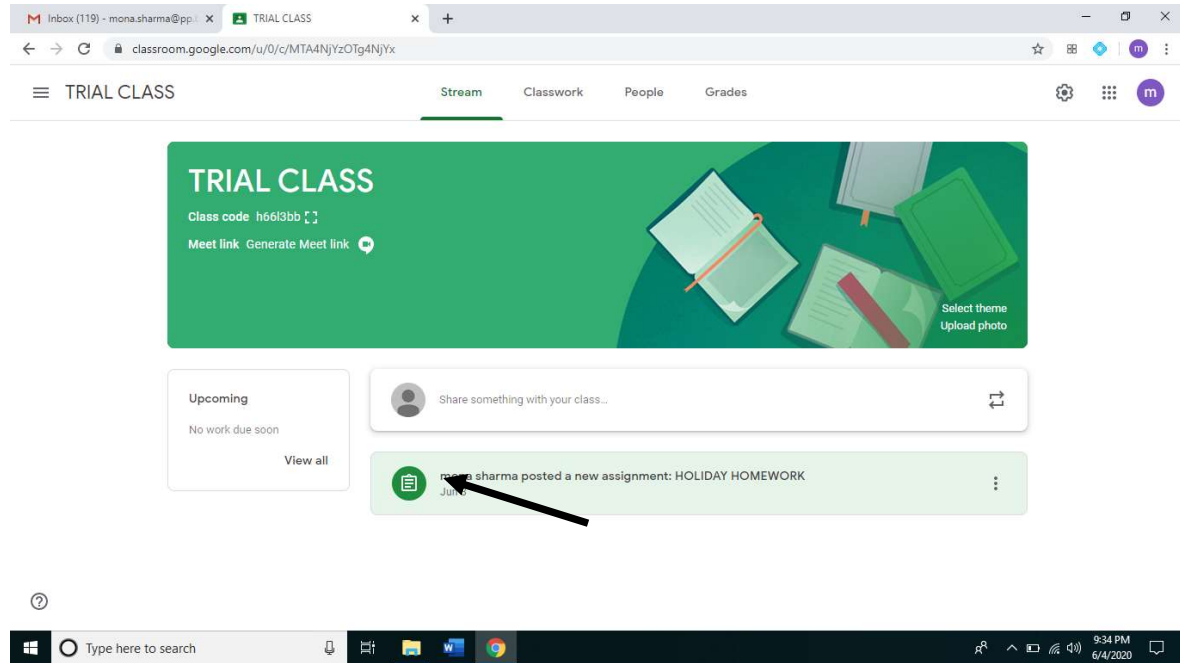 Inbox (119) - mona.sharma@pp.
TRIAL CLASS
classroom.google.com/u/0/c/MTA4NjYzOTg4NjYx
m
TRIAL CLASS
Stream
Classwork
People
Grades
m
TRIAL CLASS
Class code h66l3bb
Meet link Generate Meet link
Select theme
Upload photo
Upcoming
No work due soon
View all
Share something with your class...
mona sharma posted a new assignment: HOLIDAY HOMEWORK
Jun
Type here to search
9:34 PM
6/4/2020